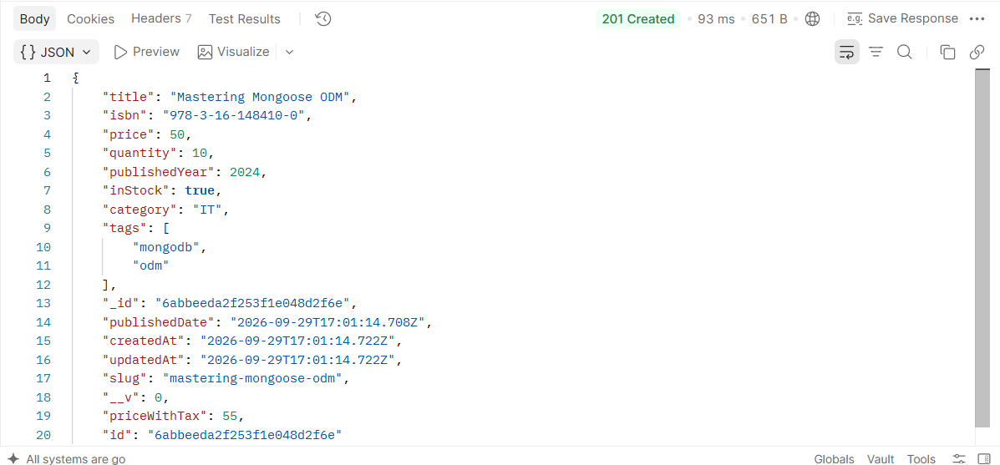 Body Cookies Headers 7 Test Results 201 Created 93 ms 651 B e.g. Save Response
{} JSON Preview Visualize
1 {
2 "title": "Mastering Mongoose ODM",
3 "isbn": "978-3-16-148410-0",
4 "price": 50,
5 "quantity": 10,
6 "publishedYear": 2024,
7 "inStock": true,
8 "category": "IT",
9 "tags": [
10 "mongodb",
11 "odm"
12 ],
13 "_id": "6abbeeda2f253f1e048d2f6e",
14 "publishedDate": "2026-09-29T17:01:14.708Z",
15 "createdAt": "2026-09-29T17:01:14.722Z",
16 "updatedAt": "2026-09-29T17:01:14.722Z",
17 "slug": "mastering-mongoose-odm",
18 "__v": 0,
19 "priceWithTax": 55,
20 "id": "6abbeeda2f253f1e048d2f6e"
All systems are go Globals Vault Tools